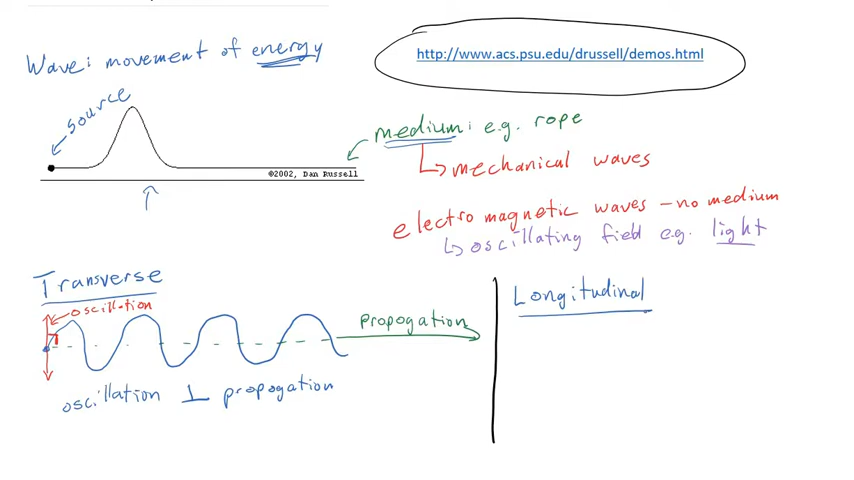 Wave: movement of energy
http://www.acs.psu.edu/drussell/demos.html
source
medium: e.g. rope
mechanical waves
©2002, Dan Russell
electromagnetic waves - no medium
oscillating field e.g. light
Transverse
oscillation
propogation
oscillation ⊥ propogation
Longitudinal